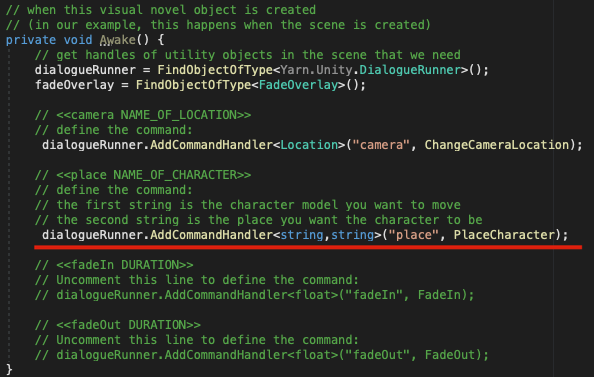 // when this visual novel object is created
// (in our example, this happens when the scene is created)
private void Awake() {
// get handles of utility objects in the scene that we need
dialogueRunner = FindObjectOfType<Yarn.Unity.DialogueRunner>();
fadeOverlay = FindObjectOfType<FadeOverlay>();
// <<camera NAME_OF_LOCATION>>
// define the command:
dialogueRunner.AddCommandHandler<Location>("camera", ChangeCameraLocation);
// <<place NAME_OF_CHARACTER>>
// define the command:
// the first string is the character model you want to move
// the second string is the place you want the character to be
dialogueRunner.AddCommandHandler<string,string>("place", PlaceCharacter);
// <<fadeIn DURATION>>
// Uncomment this line to define the command:
// dialogueRunner.AddCommandHandler<float>("fadeIn", FadeIn);
// <<fadeOut DURATION>>
// Uncomment this line to define the command:
// dialogueRunner.AddCommandHandler<float>("fadeOut", FadeOut);
}